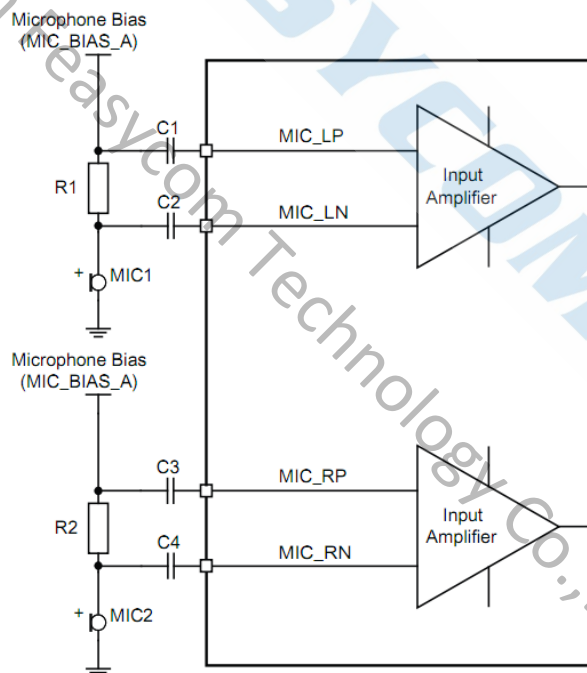 Microphone Bias
(MIC_BIAS_A)
C1
MIC_LP
R1
Input
Amplifier
C2
MIC_LN
+
MIC1
Microphone Bias
(MIC_BIAS_A)
C3
MIC_RP
R2
Input
Amplifier
C4
MIC_RN
+
MIC2
Feasycom Technology Co.,